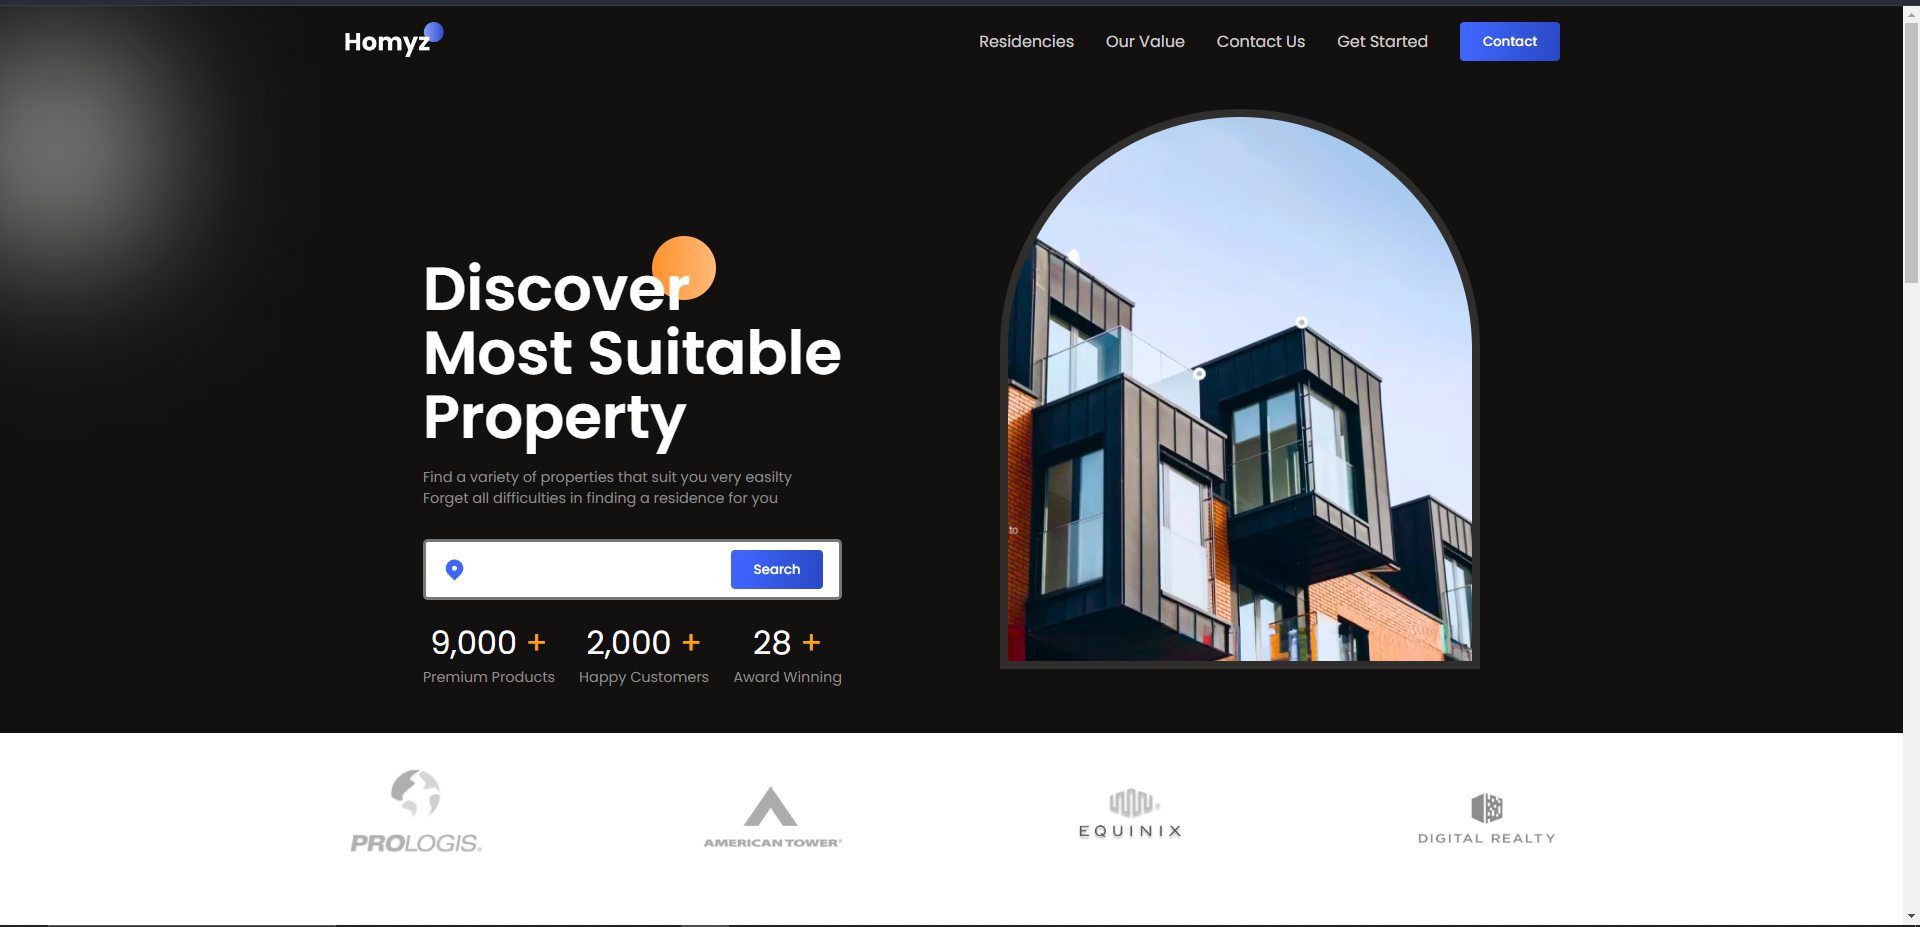 Homyz
Residencies
Our Value
Contact Us
Get Started
Contact
Discover
Most Suitable
Property
Find a variety of properties that suit you very easilty
Forget all difficulties in finding a residence for you
Search
9,000 +
2,000 +
28 +
Premium Products
Happy Customers
Award Winning
to
PROLOGIS®
AMERICAN TOWER®
EQUINIX
DIGITAL REALTY